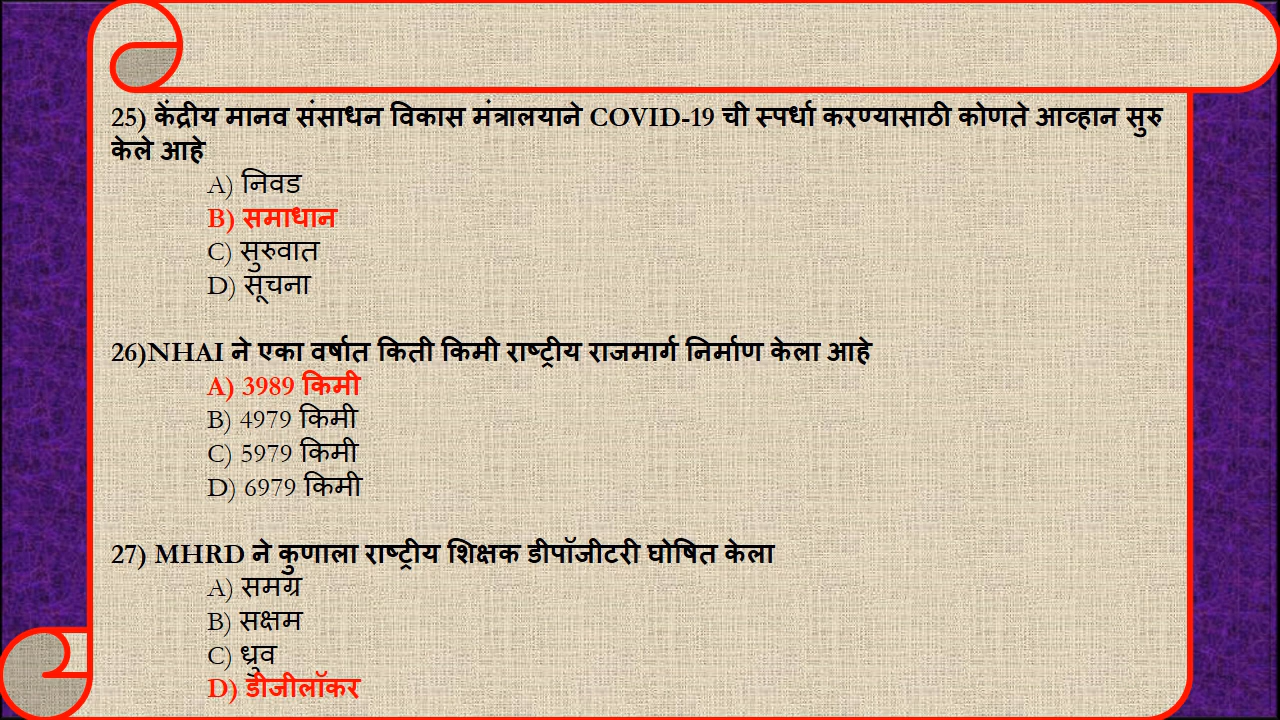 25) केंद्रीय मानव संसाधन विकास मंत्रालयाने COVID-19 ची स्पर्धा करण्यासाठी कोणते आव्हान सुरु
केले आहे
A) निवड
B) समाधान
C) सुरुवात
D) सूचना
26)NHAI ने एका वर्षात किती किमी राष्ट्रीय राजमार्ग निर्माण केला आहे
A) 3989 किमी
B) 4979 किमी
C) 5979 किमी
D) 6979 किमी
27) MHRD ने कुणाला राष्ट्रीय शिक्षक डीपॉजीटरी घोषित केला
A) समग्र
B) सक्षम
C) ध्रुव
D) डीजीलॉकर